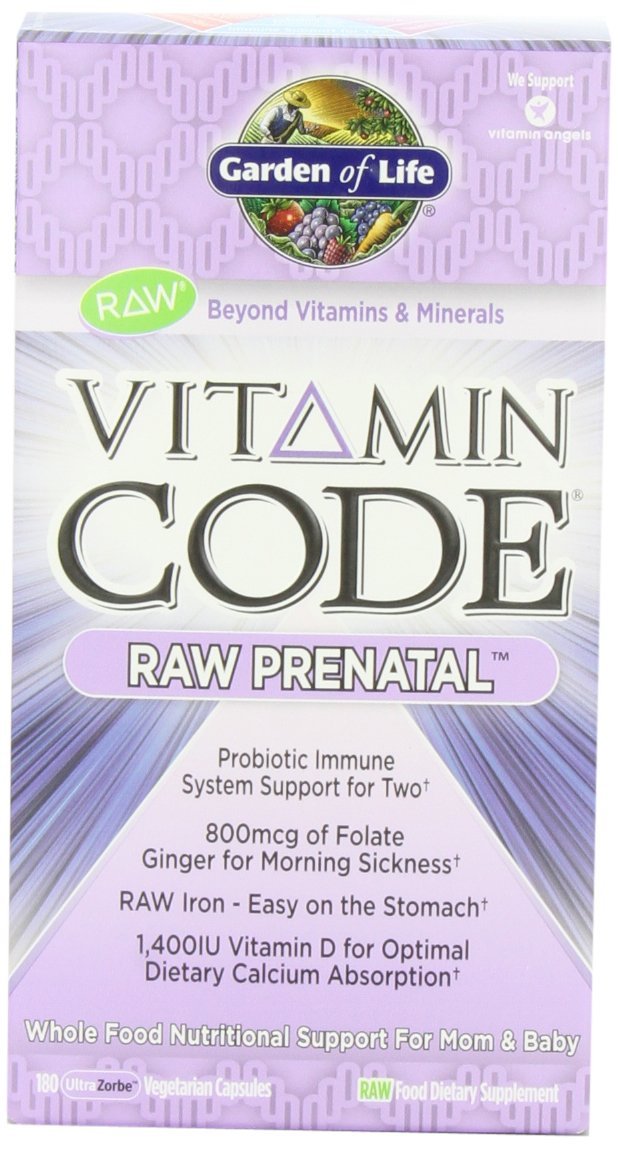 We Support
vitamin angels
Garden of Life®
RAW®
Beyond Vitamins & Minerals
VITAMIN
CODE®
RAW PRENATAL™
Probiotic Immune
System Support for Two†
800mcg of Folate
Ginger for Morning Sickness†
RAW Iron - Easy on the Stomach†
1,400IU Vitamin D for Optimal
Dietary Calcium Absorption†
Whole Food Nutritional Support For Mom & Baby
180 UltraZorbe™ Vegetarian Capsules
RAW Food Dietary Supplement